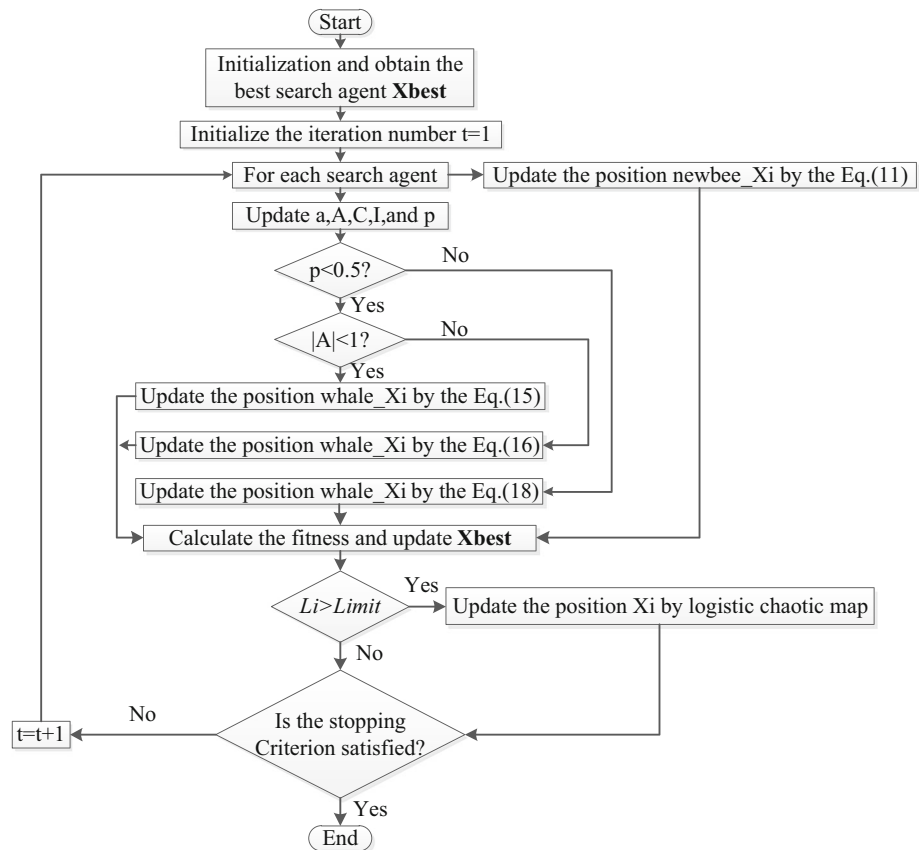 Start
Initialization and obtain the
best search agent Xbest
Initialize the iteration number t=1
For each search agent
Update the position newbee_Xi by the Eq.(11)
Update a,A,C,I,and p
p<0.5?
No
Yes
|A|<1?
No
Yes
Update the position whale_Xi by the Eq.(15)
Update the position whale_Xi by the Eq.(16)
Update the position whale_Xi by the Eq.(18)
Calculate the fitness and update Xbest
Li>Limit
Yes
Update the position Xi by logistic chaotic map
No
Is the stopping
Criterion satisfied?
No
t=t+1
Yes
End